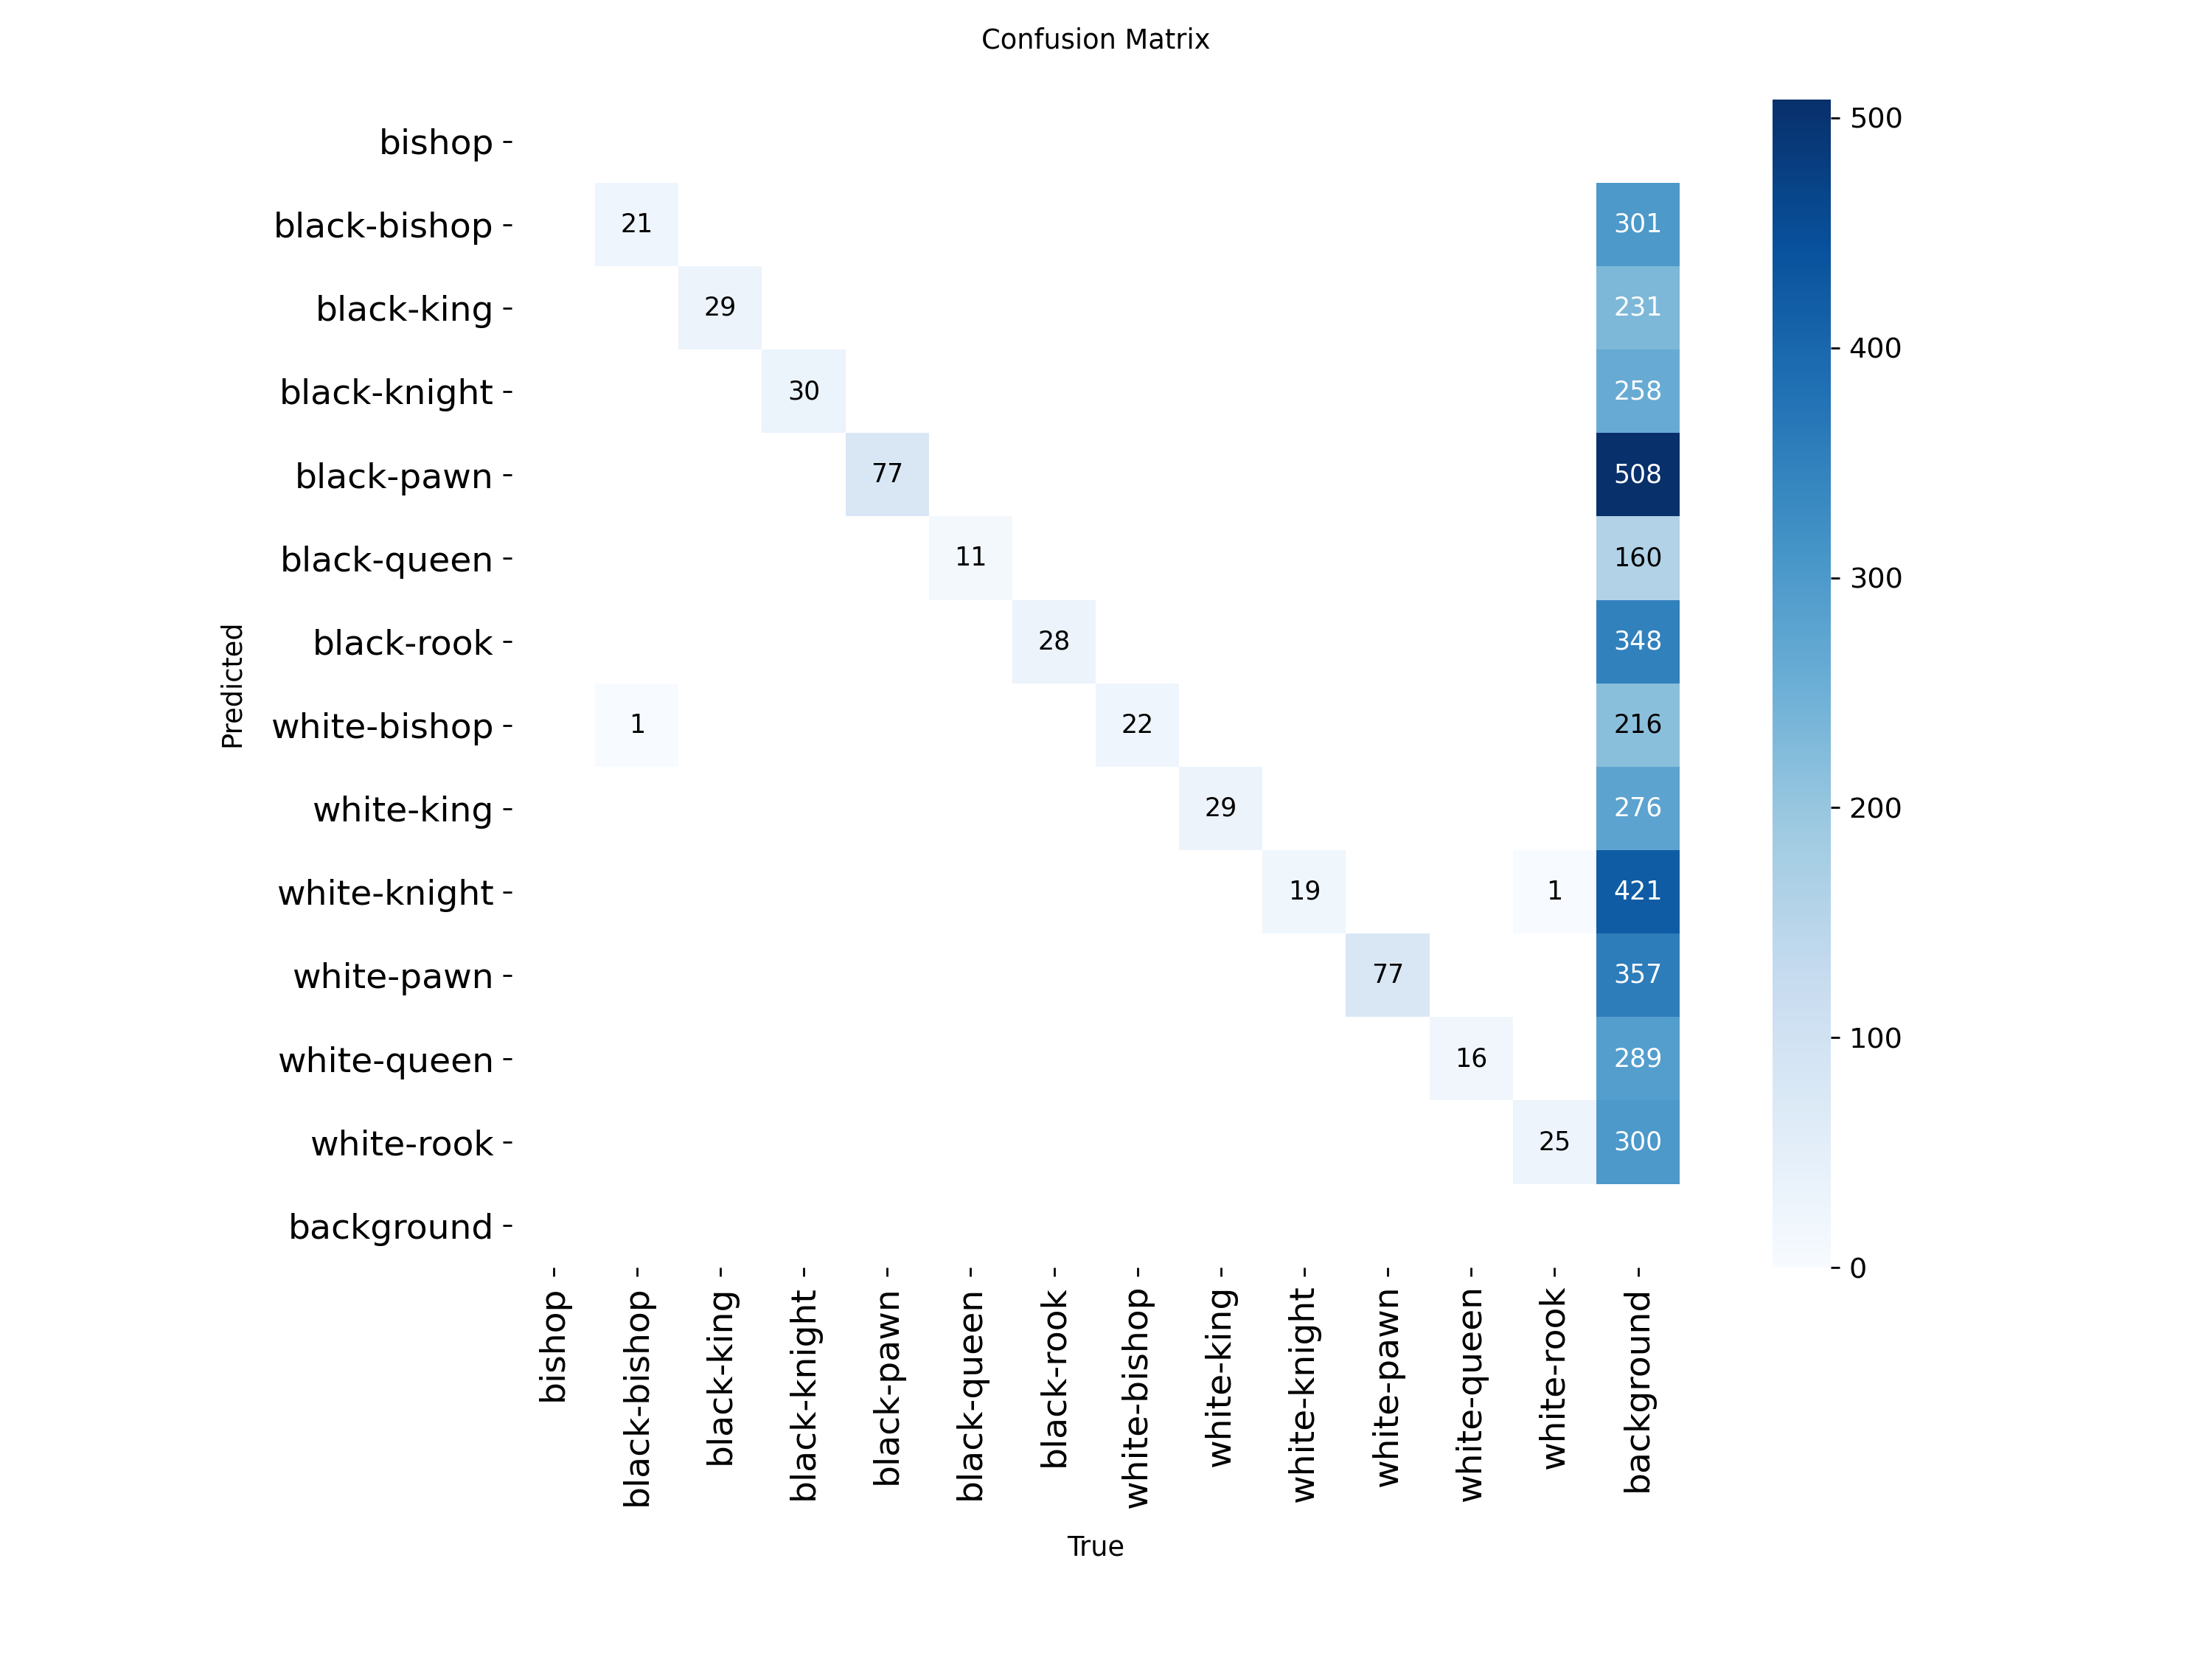 Confusion Matrix
bishop
black-bishop 21 301
black-king 29 231
black-knight 30 258
black-pawn 77 508
black-queen 11 160
black-rook 28 348
white-bishop 1 22 216
white-king 29 276
white-knight 19 1 421
white-pawn 77 357
white-queen 16 289
white-rook 25 300
background
Predicted
bishop
black-bishop
black-king
black-knight
black-pawn
black-queen
black-rook
white-bishop
white-king
white-knight
white-pawn
white-queen
white-rook
background
True
500
400
300
200
100
0